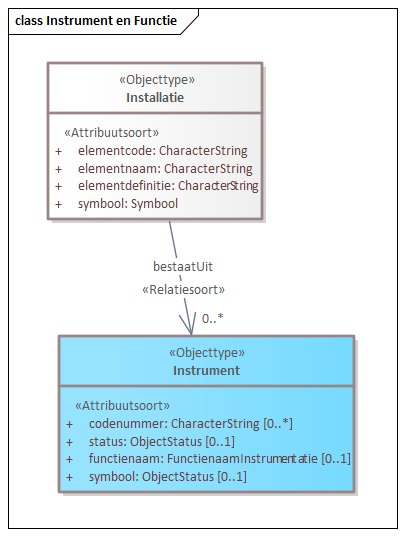 class Instrument en Functie
«Objecttype»
Installatie
«Attribuutsoort»
+ elementcode: CharacterString
+ elementnaam: CharacterString
+ elementdefinitie: CharacterString
+ symbool: Symbool
bestaatUit
«Relatiesoort»
0..*
«Objecttype»
Instrument
«Attribuutsoort»
+ codenummer: CharacterString [0..*]
+ status: ObjectStatus [0..1]
+ functienaam: FunctienaamInstrumentatie [0..1]
+ symbool: ObjectStatus [0..1]